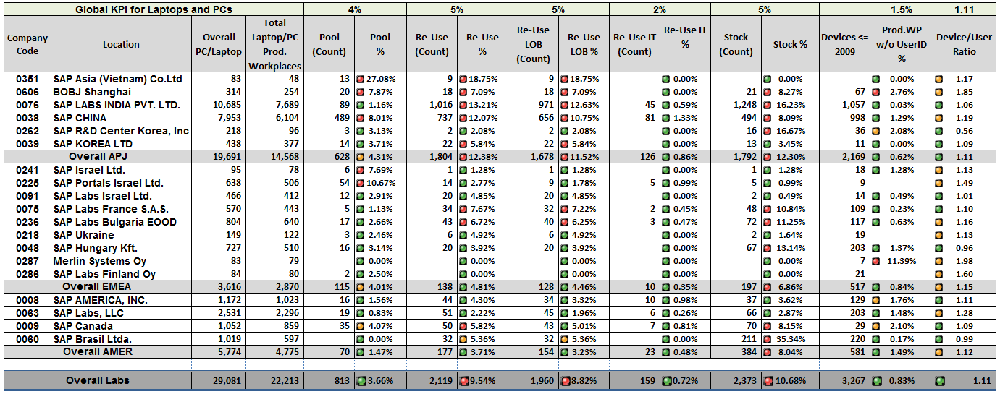 Global KPI for Laptops and PCs 4% 5% 5% 2% 5% 1.5% 1.11
Company Code Location Overall PC/Laptop Total Laptop/PC Prod. Workplaces Pool (Count) Pool % Re-Use (Count) Re-Use % Re-Use LOB (Count) Re-Use LOB % Re-Use IT (Count) Re-Use IT % Stock (Count) Stock % Devices <= 2009 Prod.WP w/o UserID % Device/User Ratio
0351 SAP Asia (Vietnam) Co.Ltd 83 48 13 27.08% 9 18.75% 9 18.75% 0.00% 0.00% 0.00% 1.17
0606 BOBJ Shanghai 314 254 20 7.87% 18 7.09% 18 7.09% 0.00% 21 8.27% 67 2.76% 1.85
0076 SAP LABS INDIA PVT. LTD. 10,685 7,689 89 1.16% 1,016 13.21% 971 12.63% 45 0.59% 1,248 16.23% 1,057 0.03% 1.06
0038 SAP CHINA 7,953 6,104 489 8.01% 737 12.07% 656 10.75% 81 1.33% 494 8.09% 998 1.29% 1.19
0262 SAP R&D Center Korea, Inc 218 96 3 3.13% 2 2.08% 2 2.08% 0.00% 16 16.67% 36 2.08% 0.56
0039 SAP KOREA LTD 438 377 14 3.71% 22 5.84% 22 5.84% 0.00% 13 3.45% 11 0.00% 1.09
Overall APJ 19,691 14,568 628 4.31% 1,804 12.38% 1,678 11.52% 126 0.86% 1,792 12.30% 2,169 0.62% 1.11
0241 SAP Israel Ltd. 95 78 6 7.69% 1 1.28% 1 1.28% 0.00% 1 1.28% 18 1.28% 1.13
0225 SAP Portals Israel Ltd. 638 506 54 10.67% 14 2.77% 9 1.78% 5 0.99% 5 0.99% 9 1.49
0091 SAP Labs Israel Ltd. 466 412 12 2.91% 20 4.85% 20 4.85% 0.00% 2 0.49% 14 0.49% 1.01
0075 SAP Labs France S.A.S. 570 443 5 1.13% 34 7.67% 32 7.22% 2 0.45% 48 10.84% 109 0.23% 1.10
0236 SAP Labs Bulgaria EOOD 804 640 17 2.66% 43 6.72% 40 6.25% 3 0.47% 72 11.25% 117 0.63% 1.16
0218 SAP Ukraine 149 122 3 2.46% 6 4.92% 6 4.92% 0.00% 2 1.64% 19 1.13
0048 SAP Hungary Kft. 727 510 16 3.14% 20 3.92% 20 3.92% 0.00% 67 13.14% 203 1.37% 0.96
0287 Merlin Systems Oy 83 79 0.00% 0.00% 0.00% 0.00% 0.00% 7 11.39% 1.98
0286 SAP Labs Finland Oy 84 80 2 2.50% 0.00% 0.00% 0.00% 0.00% 21 1.60
Overall EMEA 3,616 2,870 115 4.01% 138 4.81% 128 4.46% 10 0.35% 197 6.86% 517 0.84% 1.15
0008 SAP AMERICA, INC. 1,172 1,023 16 1.56% 44 4.30% 34 3.32% 10 0.98% 37 3.62% 129 1.76% 1.11
0063 SAP Labs, LLC 2,531 2,296 19 0.83% 51 2.22% 45 1.96% 6 0.26% 66 2.87% 203 1.48% 1.28
0009 SAP Canada 1,052 859 35 4.07% 50 5.82% 43 5.01% 7 0.81% 70 8.15% 29 2.10% 1.09
0060 SAP Brasil Ltda. 1,019 597 0.00% 32 5.36% 32 5.36% 0.00% 211 35.34% 220 0.17% 0.99
Overall AMER 5,774 4,775 70 1.47% 177 3.71% 154 3.23% 23 0.48% 384 8.04% 581 1.49% 1.12
Overall Labs 29,081 22,213 813 3.66% 2,119 9.54% 1,960 8.82% 159 0.72% 2,373 10.68% 3,267 0.83% 1.11